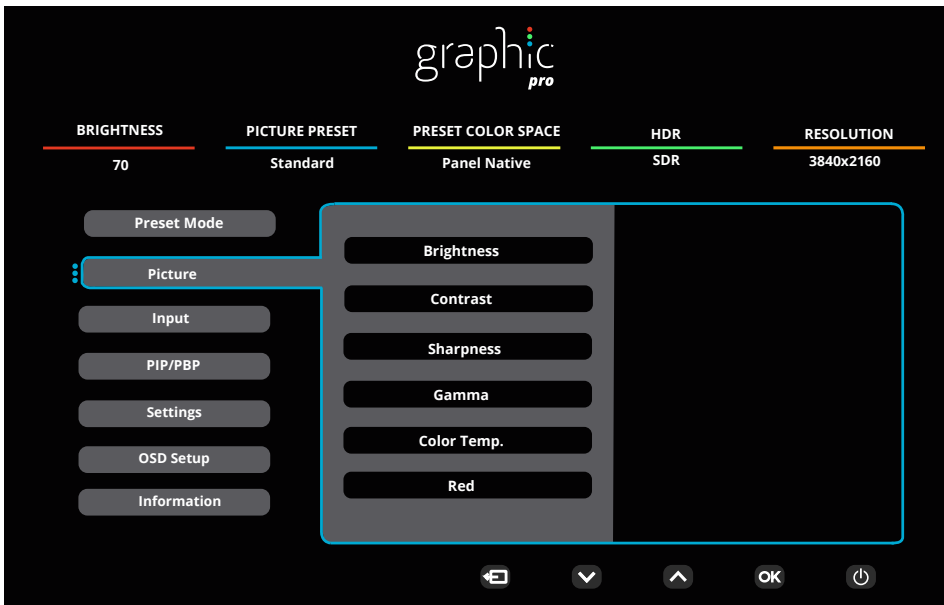 graphic
pro
BRIGHTNESS PICTURE PRESET PRESET COLOR SPACE HDR RESOLUTION
70 Standard Panel Native SDR 3840x2160
Preset Mode
Picture
Input
PIP/PBP
Settings
OSD Setup
Information
Brightness
Contrast
Sharpness
Gamma
Color Temp.
Red
OK